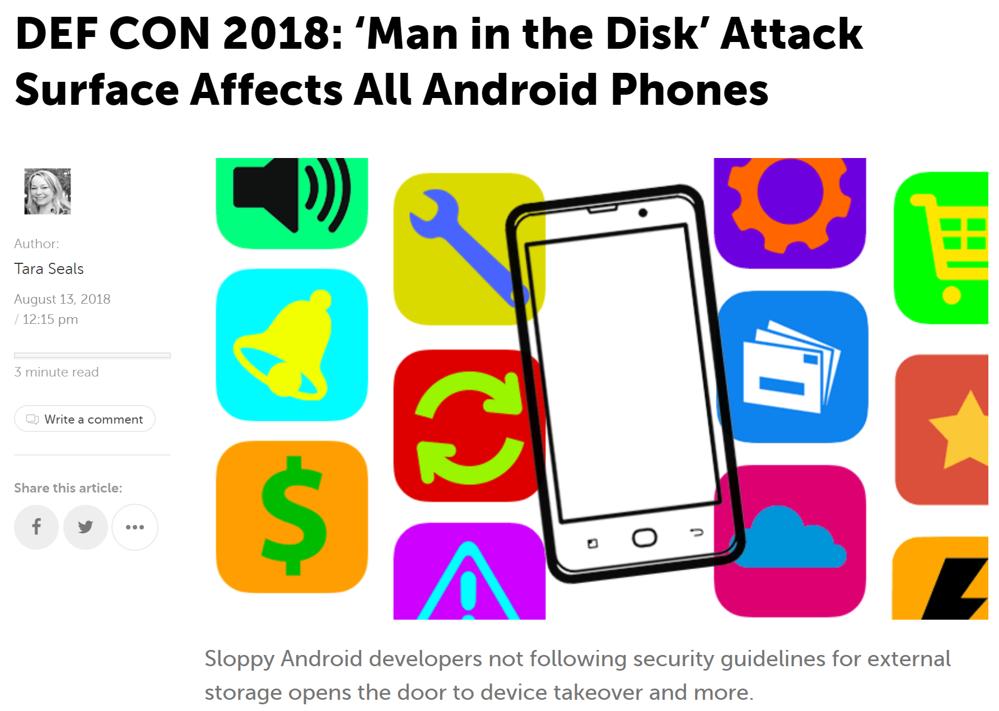 DEF CON 2018: ‘Man in the Disk’ Attack
Surface Affects All Android Phones
Author:
Tara Seals
August 13, 2018
/ 12:15 pm
3 minute read
Write a comment
Share this article:
Sloppy Android developers not following security guidelines for external
storage opens the door to device takeover and more.